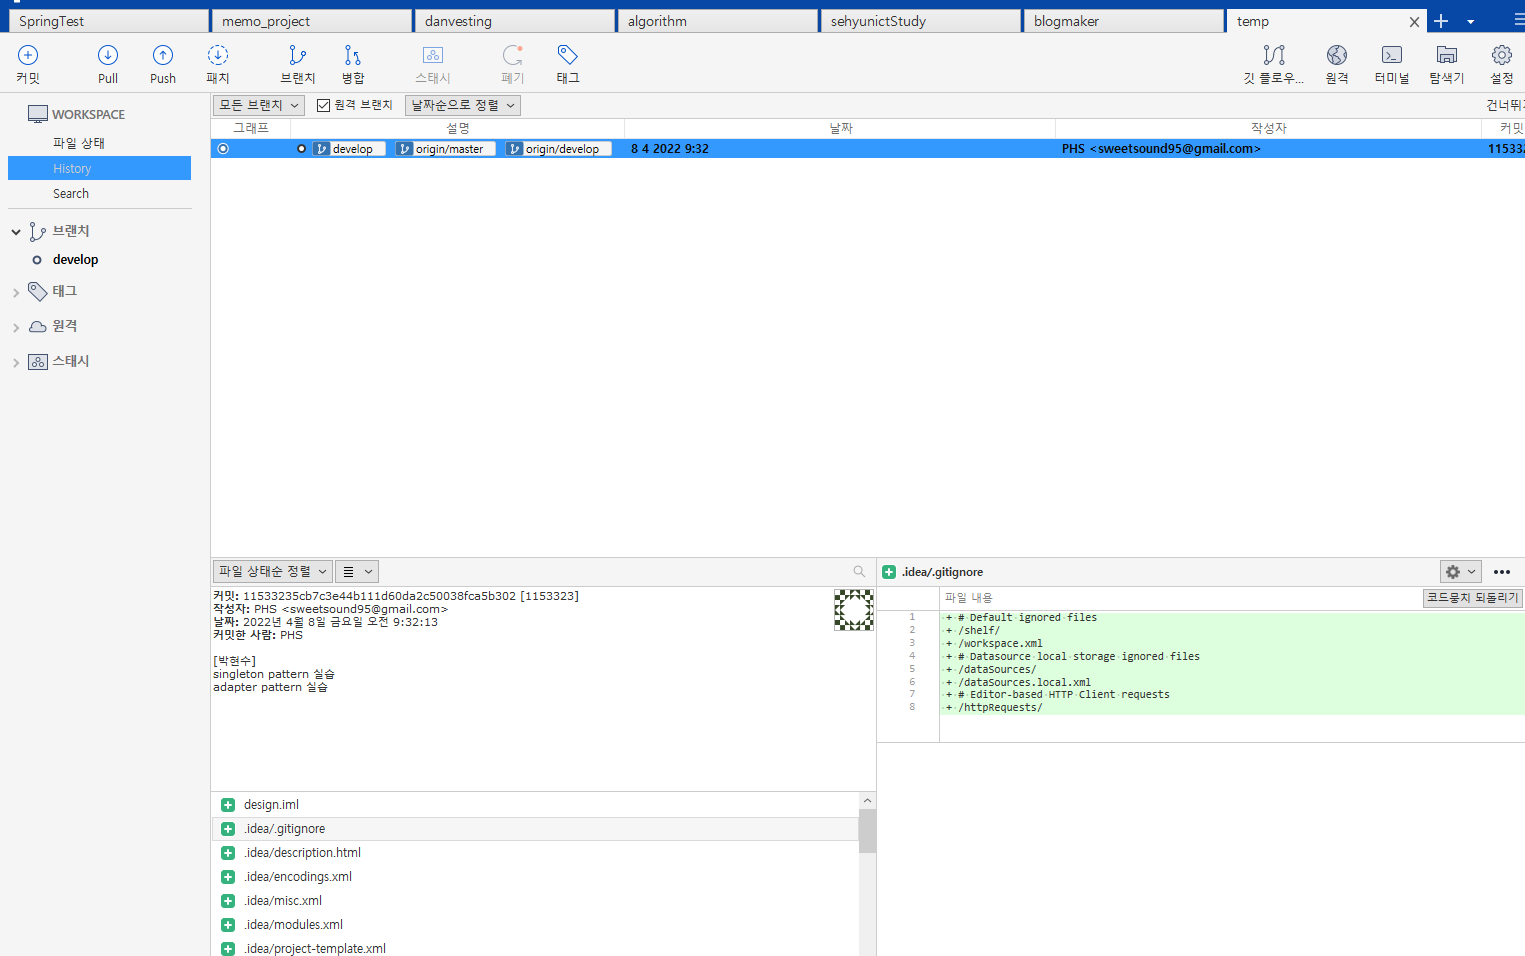 SpringTest memo_project danvesting algorithm sehyunictStudy blogmaker temp
커밋 Pull Push 패치 브랜치 병합 스태시 폐기 태그 깃 플로우... 원격 터미널 탐색기 설정
WORKSPACE
파일 상태
History
Search
브랜치
develop
태그
원격
스태시
모든 브랜치 원격 브랜치 날짜순으로 정렬 건너뛰기
그래프 설명 날짜 작성자 커밋
develop origin/master origin/develop 8 4 2022 9:32 PHS <sweetsound95@gmail.com> 115332
파일 상태순 정렬
커밋: 11533235cb7c3e44b111d60da2c50038fca5b302 [1153323]
작성자: PHS <sweetsound95@gmail.com>
날짜: 2022년 4월 8일 금요일 오전 9:32:13
커밋한 사람: PHS
[박현수]
singleton pattern 실습
adapter pattern 실습
design.iml
.idea/.gitignore
.idea/description.html
.idea/encodings.xml
.idea/misc.xml
.idea/modules.xml
.idea/project-template.xml
.idea/.gitignore
파일 내용 코드뭉치 되돌리기
1 + # Default ignored files
2 + /shelf/
3 + /workspace.xml
4 + # Datasource local storage ignored files
5 + /dataSources/
6 + /dataSources.local.xml
7 + # Editor-based HTTP Client requests
8 + /httpRequests/